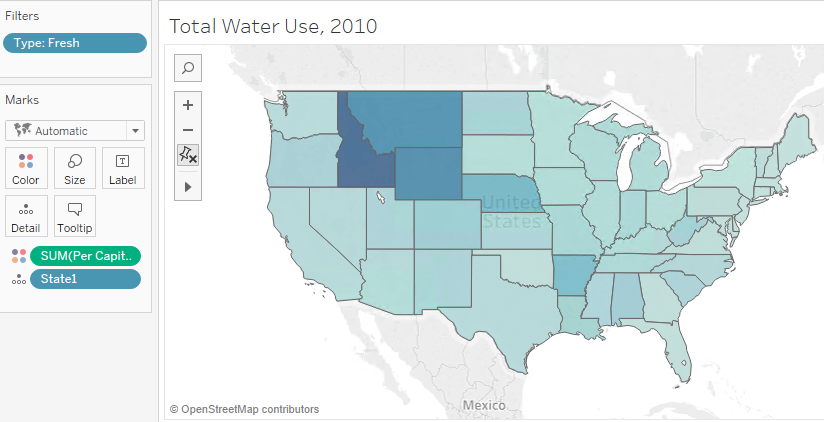 Filters
Type: Fresh
Marks
Automatic
Color
Size
Label
Detail
Tooltip
SUM(Per Capit..
State1
Total Water Use, 2010
United
States
Mexico
© OpenStreetMap contributors